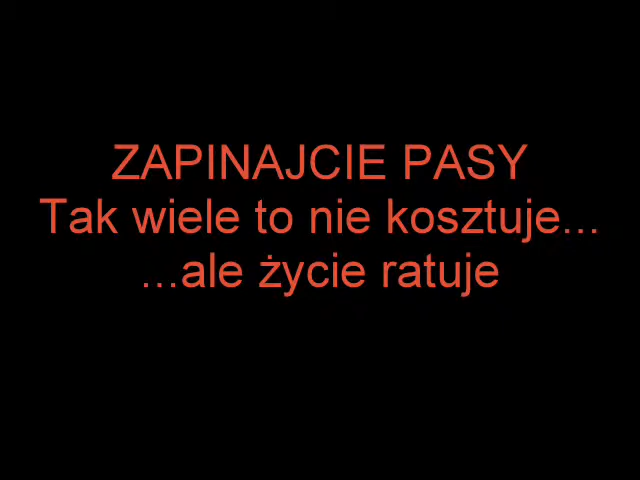 ZAPINAJCIE PASY
Tak wiele to nie kosztuje...
...ale życie ratuje